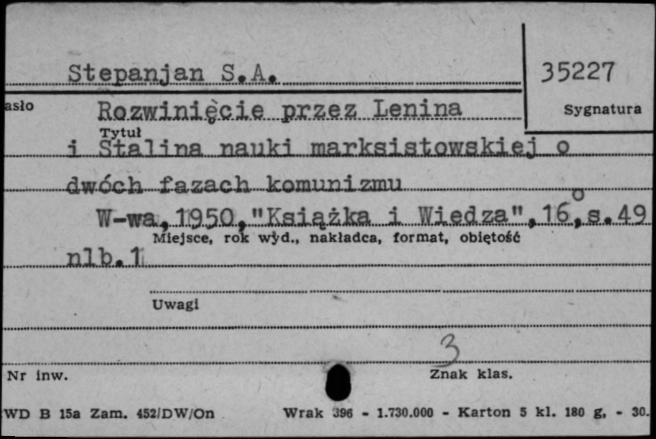 Stepanjan S.A.
35227
asło
Rozwinięcie przez Lenina
Sygnatura
Tytuł
i Stalina nauki marksistowskiej o
dwóch fazach komunizmu
W-wa, 1950, "Książka i Wiedza", 16°, s.49
Miejsce, rok wyd., nakładca, format, objętość
nlb.1
Uwagi
3
Nr inw.
Znak klas.
WD B 15a Zam. 452/DW/On Wrak 396 - 1.730.000 - Karton 5 kl. 180 g, - 30.